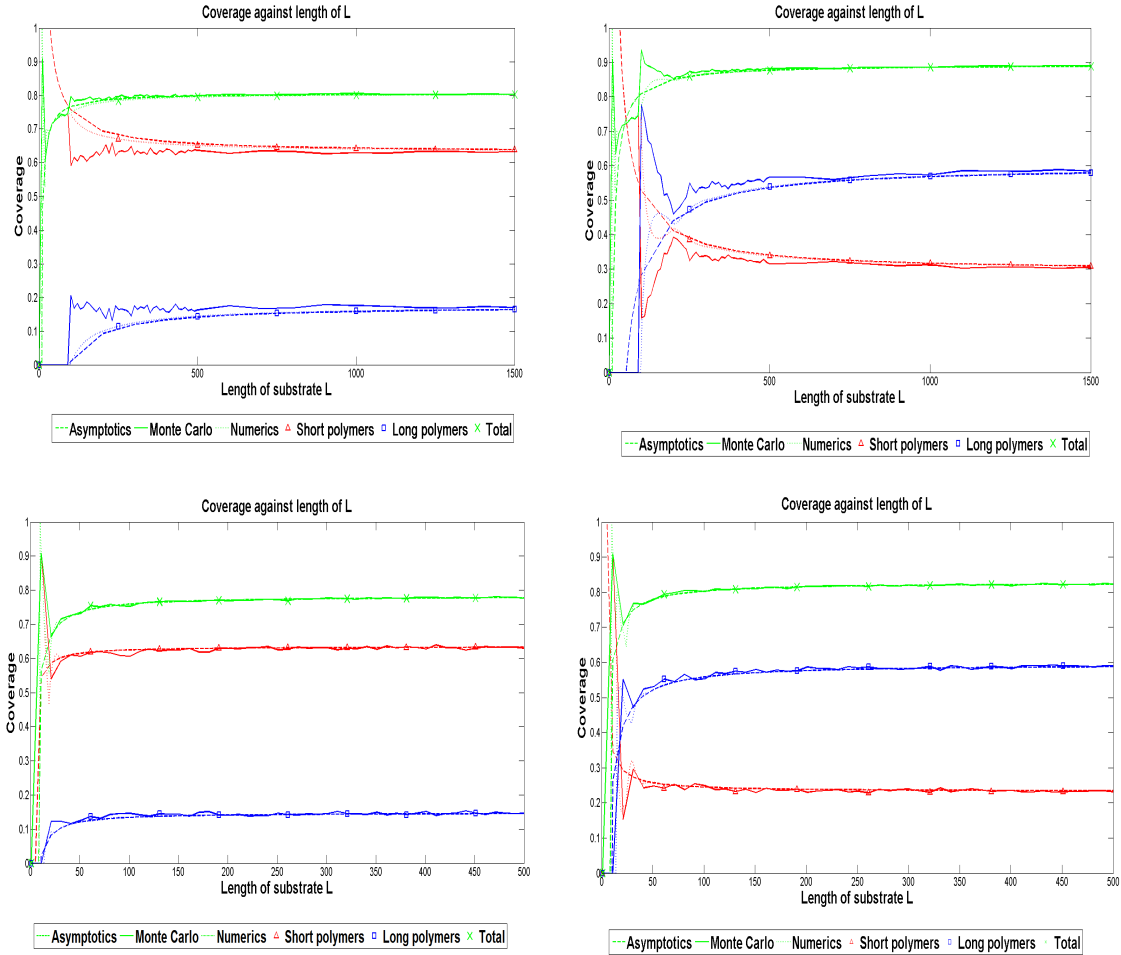 Coverage against length of L
1
0.9
0.8
0.7
0.6
0.5
0.4
0.3
0.2
0.1
0
Coverage
0 500 1000 1500
Length of substrate L
Asymptotics Monte Carlo Numerics Short polymers Long polymers Total
Coverage against length of L
1
0.9
0.8
0.7
0.6
0.5
0.4
0.3
0.2
0.1
0
Coverage
0 500 1000 1500
Length of substrate L
Asymptotics Monte Carlo Numerics Short polymers Long polymers Total
Coverage against length of L
1
0.9
0.8
0.7
0.6
0.5
0.4
0.3
0.2
0.1
0
Coverage
0 50 100 150 200 250 300 350 400 450 500
Length of substrate L
Asymptotics Monte Carlo Numerics Short polymers Long polymers Total
Coverage against length of L
1
0.9
0.8
0.7
0.6
0.5
0.4
0.3
0.2
0.1
0
Coverage
0 50 100 150 200 250 300 350 400 450 500
Length of substrate L
Asymptotics Monte Carlo Numerics Short polymers Long polymers Total